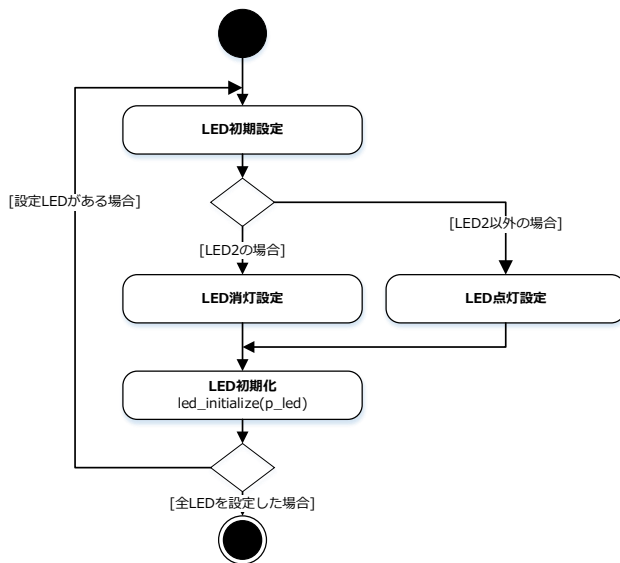 LED初期設定
[設定LEDがある場合]
[LED2以外の場合]
[LED2の場合]
LED消灯設定
LED点灯設定
LED初期化
led_initialize(p_led)
[全LEDを設定した場合]